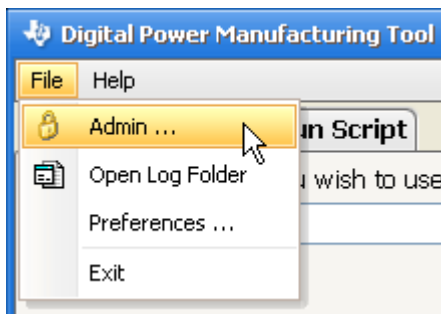 Digital Power Manufacturing Tool
File Help
Admin ...
un Script
Open Log Folder
wish to use
Preferences ...
Exit